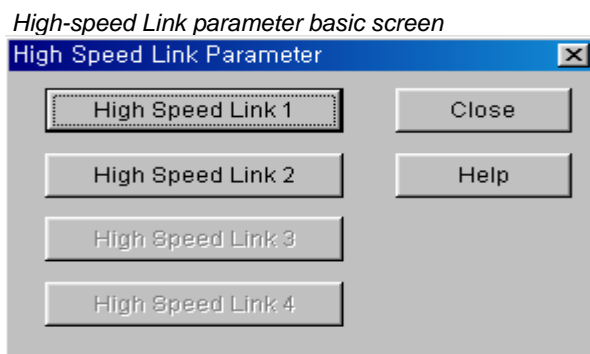 High-speed Link parameter basic screen
High Speed Link Parameter
High Speed Link 1
Close
High Speed Link 2
Help
High Speed Link 3
High Speed Link 4